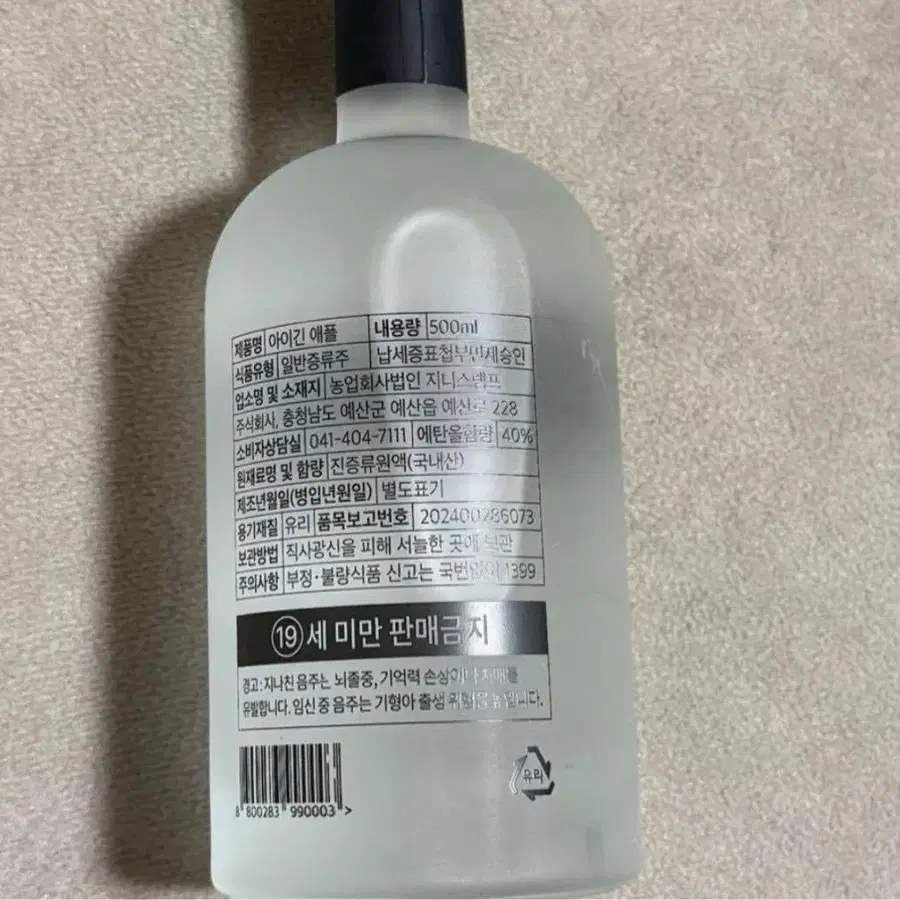 제품명 아이긴 애플 내용량 500ml
식품유형 일반증류주 납세증표첩부면제승인
업소명 및 소재지 농업회사법인 지니스램프
주식회사, 충청남도 예산군 예산읍 예산로 228
소비자상담실 041-404-7111 에탄올함량 40%
원재료명 및 함량 진증류원액(국내산)
제조년월일(병입년원일) 별도표기
용기재질 유리 품목보고번호 202400286073
보관방법 직사광선을 피해 서늘한 곳에 보관
주의사항 부정·불량식품 신고는 국번없이 1399
19세 미만 판매금지
경고 : 지나친 음주는 뇌졸중, 기억력 손상이나 치매를
유발합니다. 임신 중 음주는 기형아 출생 위험을 높입니다.
유리
8 800283 990003 >